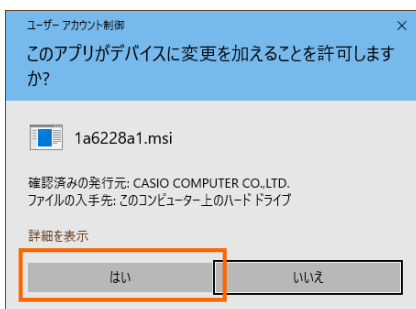 ユーザー アカウント制御
このアプリがデバイスに変更を加えることを許可します
か?
1a6228a1.msi
確認済みの発行元: CASIO COMPUTER CO.,LTD.
ファイルの入手先: このコンピューター上のハード ドライブ
詳細を表示
はい
いいえ